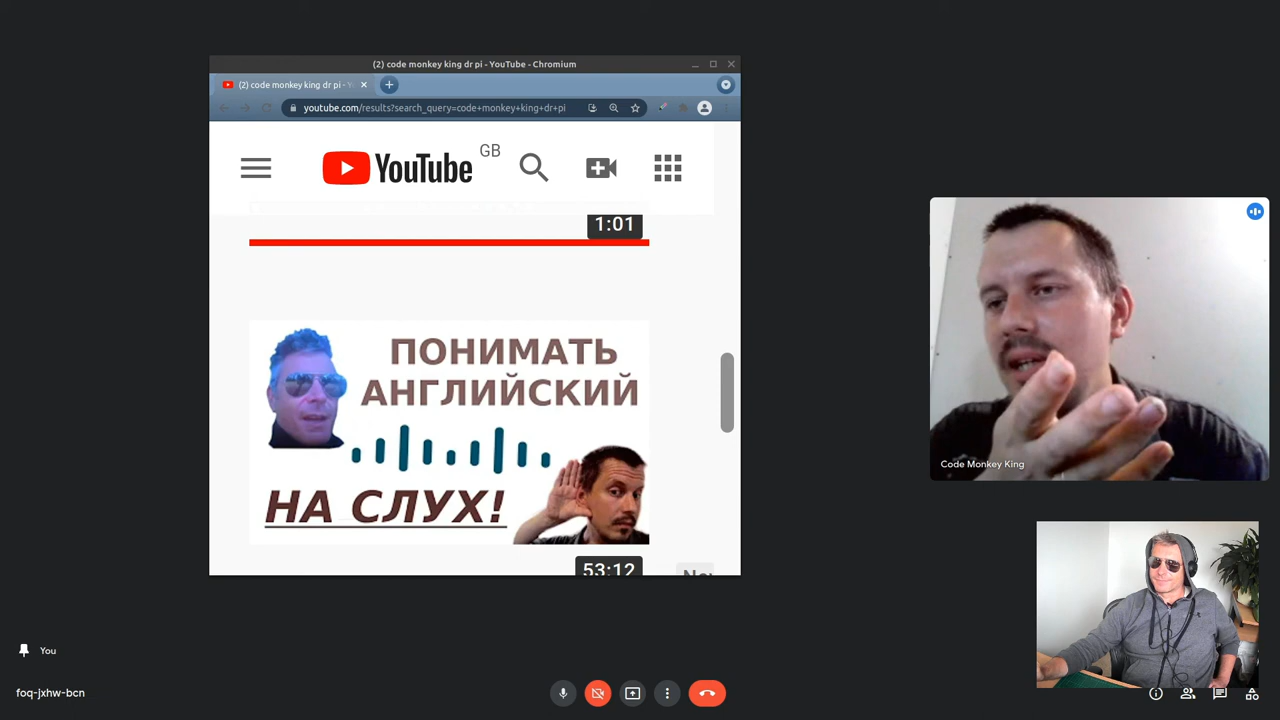 (2) code monkey king dr pi - YouTube - Chromium
(2) code monkey king dr pi - Y
youtube.com/results?search_query=code+monkey+king+dr+pi
YouTube GB
1:01
ПОНИМАТЬ
АНГЛИЙСКИЙ
НА СЛУХ!
53:12
Code Monkey King
You
foq-jxhw-bcn